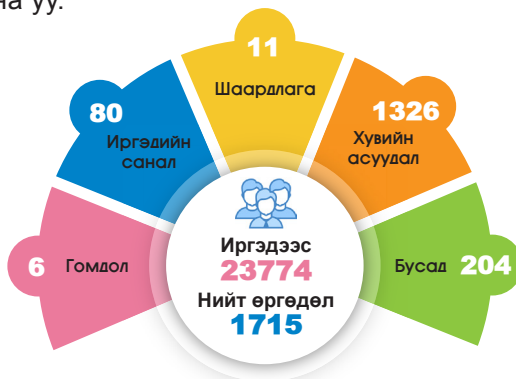 на уу.
11
Шаардлага
80
Иргэдийн
санал
1326
Хувийн
асуудал
6 Гомдол
Бусад 204
Иргэдээс
23774
Нийт өргөдөл
1715